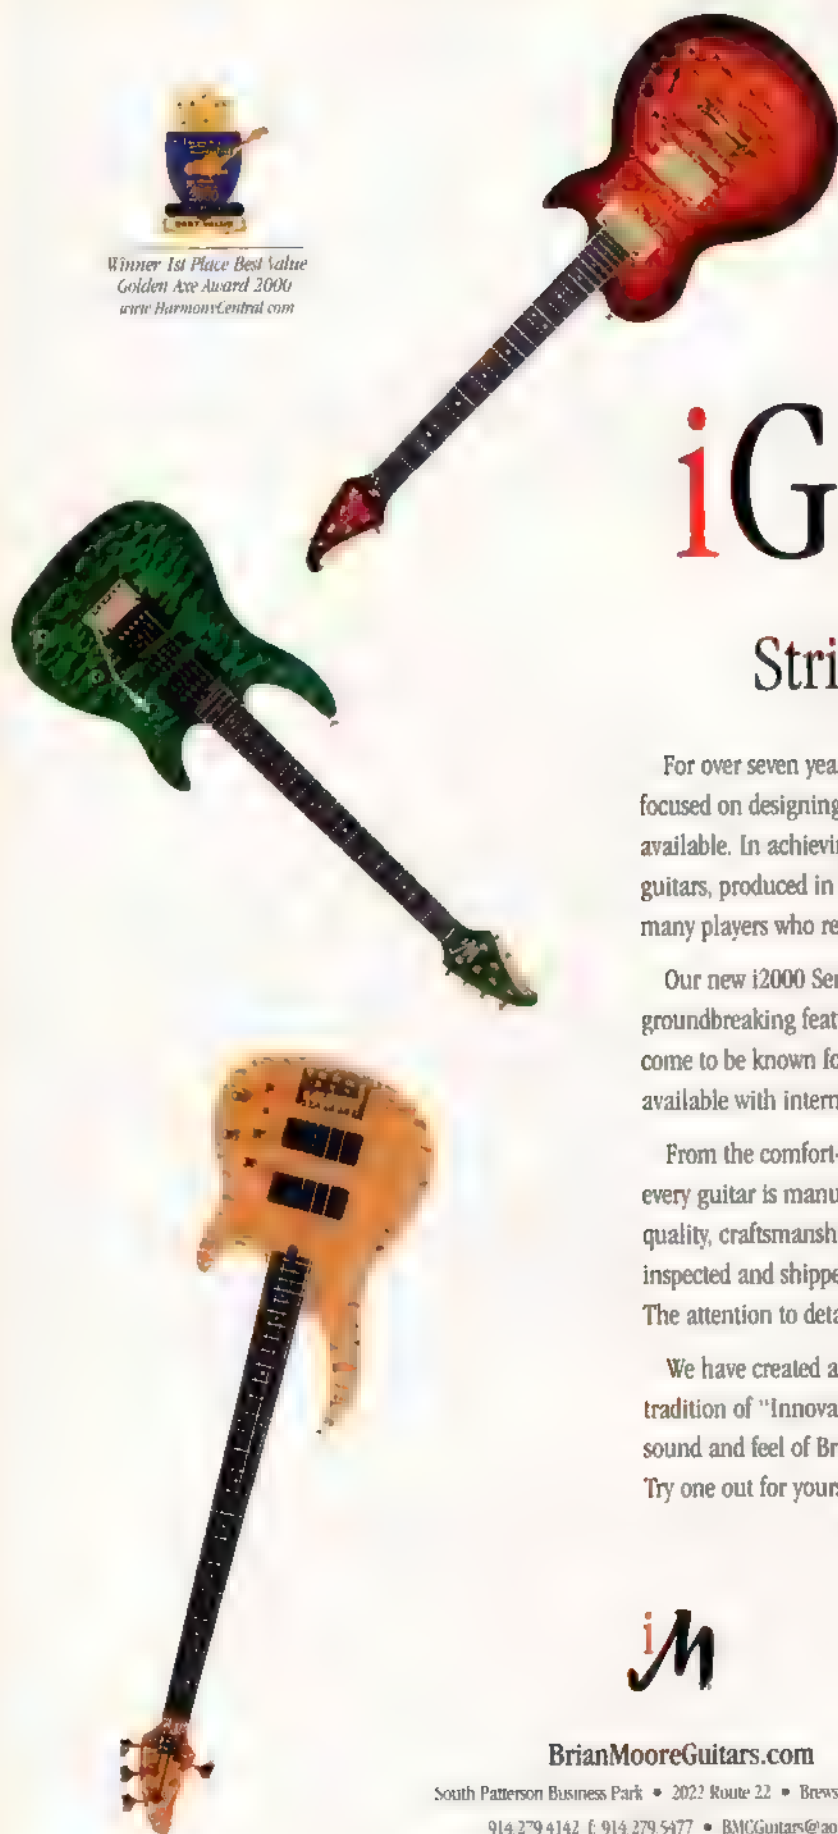 BEST VALUE
Winner 1st Place Best Value
Golden Axe Award 2000
www.HarmonyCentral.com
iG
Stri
For over seven yea
focused on designing
available. In achievi
guitars, produced in
many players who re
Our new i2000 Ser
groundbreaking feat
come to be known fo
available with intern
From the comfort-
every guitar is manu
quality, craftsmansh
inspected and shippe
The attention to deta
We have created a
tradition of "Innova
sound and feel of Br
Try one out for yours
iM
BrianMooreGuitars.com
South Patterson Business Park • 2022 Route 22 • Brews
914.279.4142 f: 914.279.5477 • BMCGuitars@ao